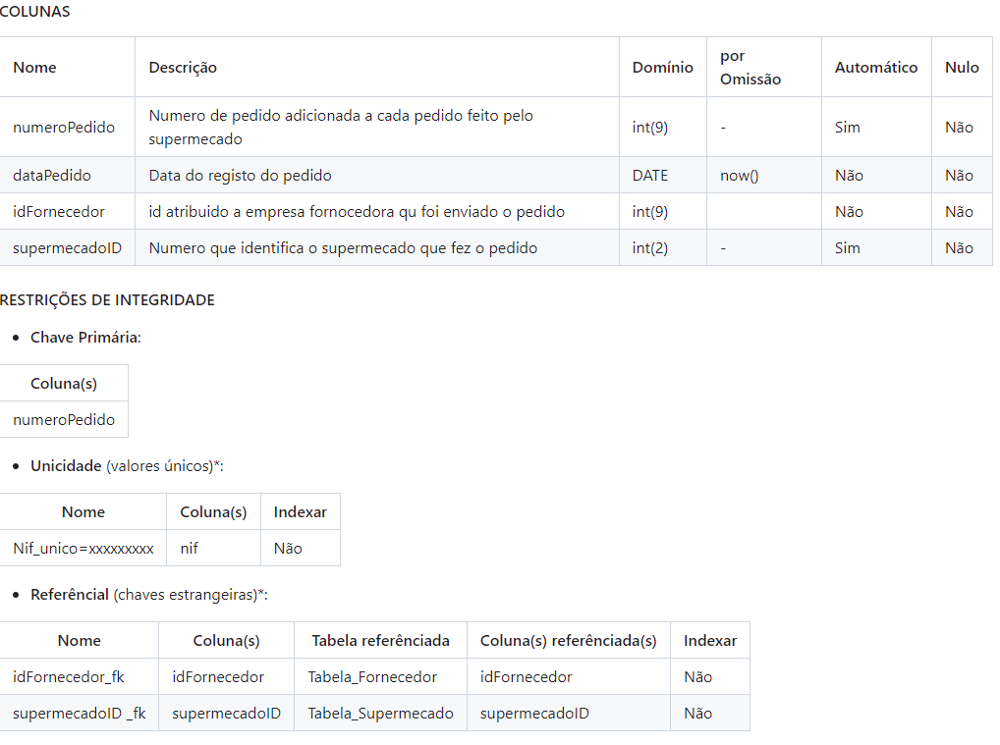 COLUNAS
Nome Descrição Domínio por Omissão Automático Nulo
numeroPedido Numero de pedido adicionada a cada pedido feito pelo supermecado int(9) - Sim Não
dataPedido Data do registo do pedido DATE now() Não Não
idFornecedor id atribuido a empresa fornocedora qu foi enviado o pedido int(9) Não Não
supermecadoID Numero que identifica o supermecado que fez o pedido int(2) - Sim Não
RESTRIÇÕES DE INTEGRIDADE
• Chave Primária:
Coluna(s)
numeroPedido
• Unicidade (valores únicos)*:
Nome Coluna(s) Indexar
Nif_unico=xxxxxxxxx nif Não
• Referêncial (chaves estrangeiras)*:
Nome Coluna(s) Tabela referênciada Coluna(s) referênciada(s) Indexar
idFornecedor_fk idFornecedor Tabela_Fornecedor idFornecedor Não
supermecadoID _fk supermecadoID Tabela_Supermecado supermecadoID Não